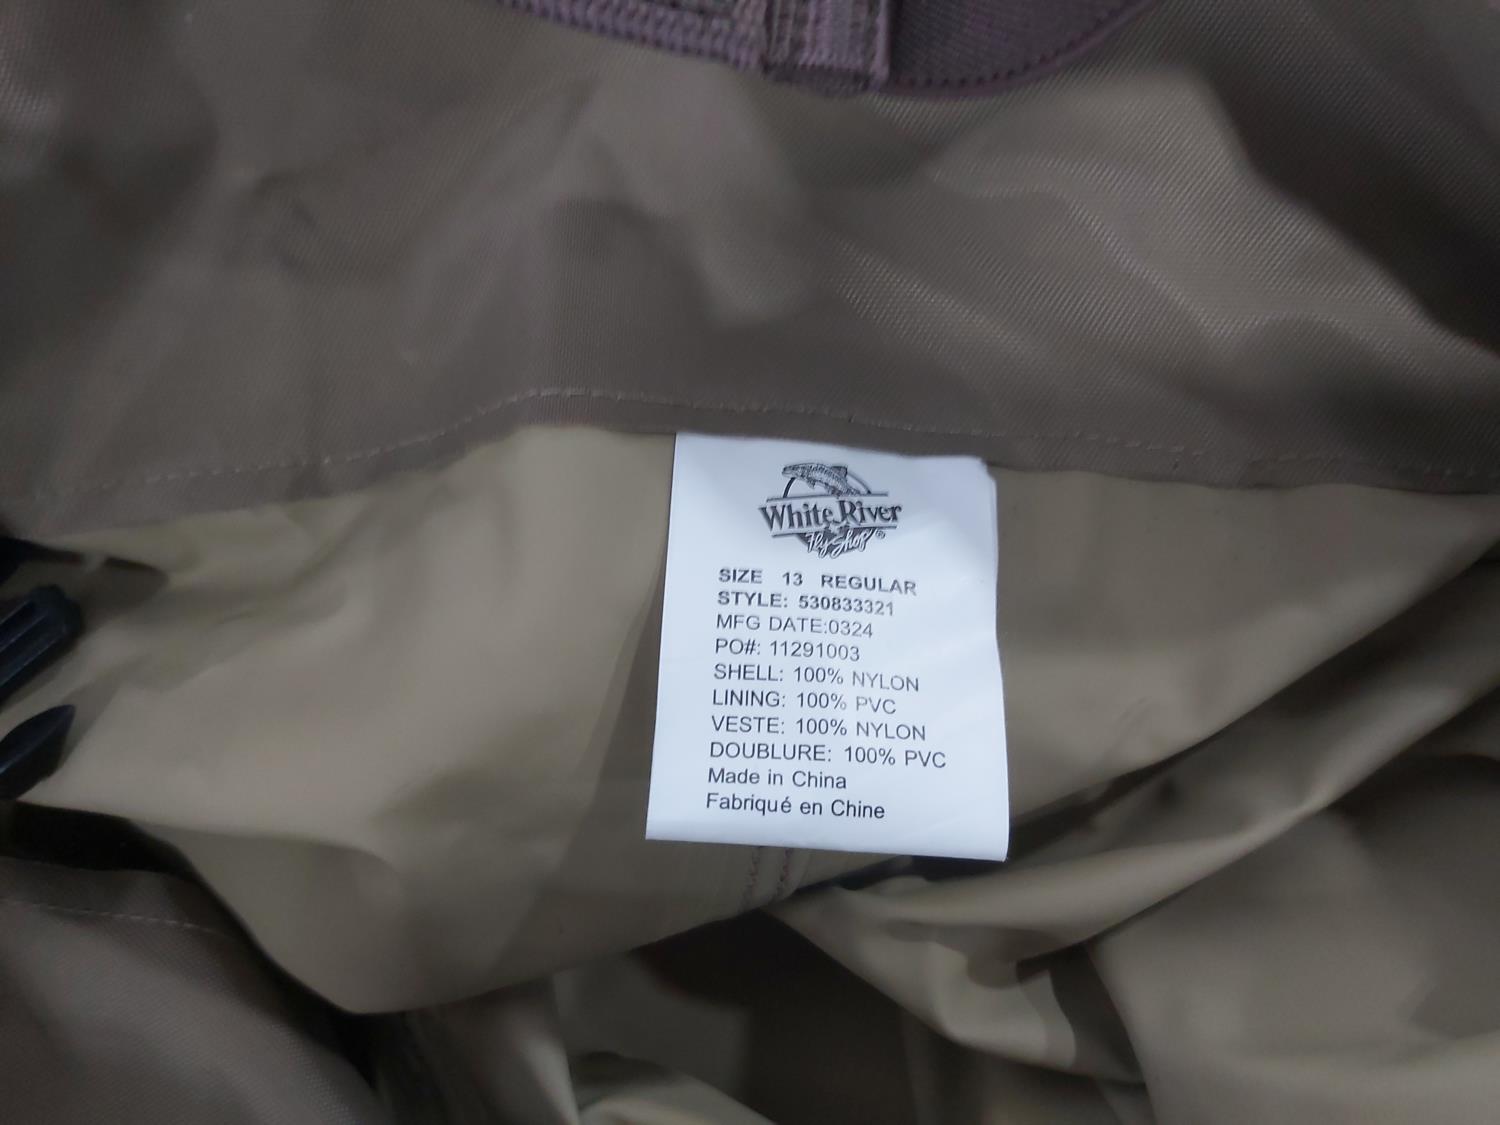 White River
Fly Shop®
SIZE 13 REGULAR
STYLE: 530833321
MFG DATE:0324
PO#: 11291003
SHELL: 100% NYLON
LINING: 100% PVC
VESTE: 100% NYLON
DOUBLURE: 100% PVC
Made in China
Fabriqué en Chine